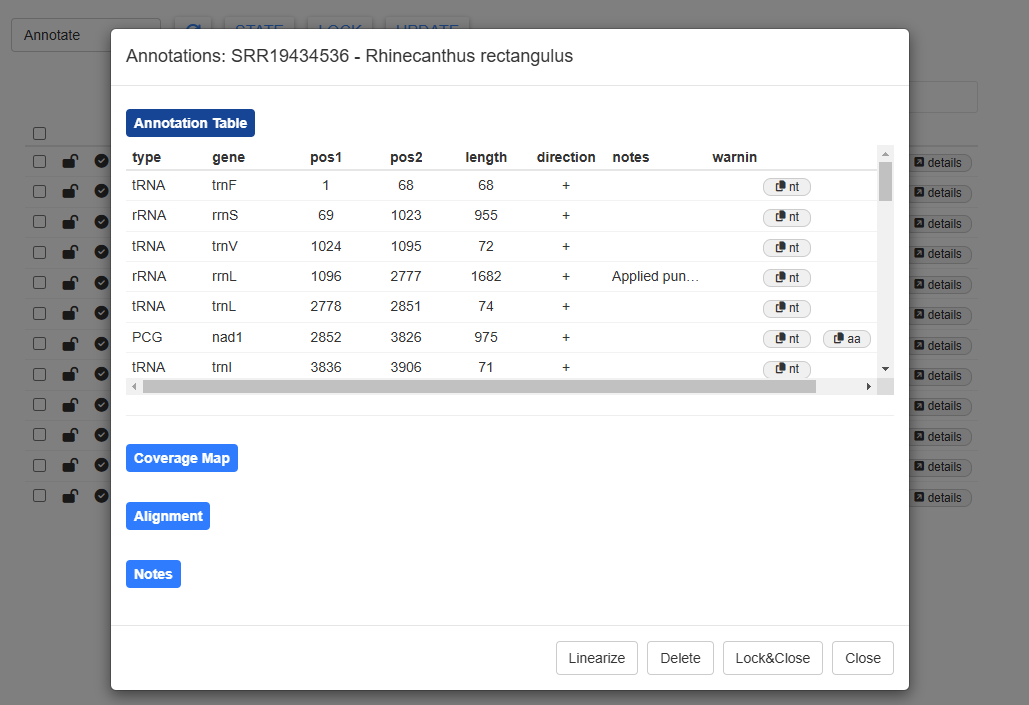 Annotate
STATE LOCK UPDATE
Annotations: SRR19434536 - Rhinecanthus rectangulus
Annotation Table
type gene pos1 pos2 length direction notes warnin
tRNA trnF 1 68 68 + nt
rRNA rrnS 69 1023 955 + nt
tRNA trnV 1024 1095 72 + nt
rRNA rrnL 1096 2777 1682 + Applied pun… nt
tRNA trnL 2778 2851 74 + nt
PCG nad1 2852 3826 975 + nt aa
tRNA trnI 3836 3906 71 + nt
Coverage Map
Alignment
Notes
Linearize Delete Lock&Close Close
details
details
details
details
details
details
details
details
details
details
details
details